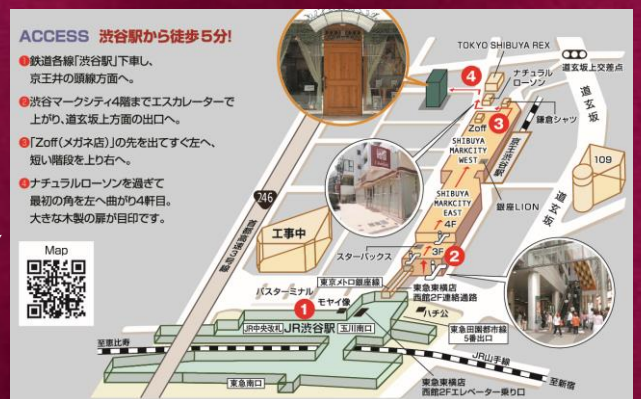 ACCESS 渋谷駅から徒歩5分!
❶鉄道各線「渋谷駅」下車し、
京王井の頭線方面へ。
❷渋谷マークシティ4階までエスカレーターで
上がり、道玄坂上方面の出口へ。
❸「Zoff(メガネ店)」の先を出てすぐ左へ、
短い階段を上り右へ。
❹ナチュラルローソンを過ぎて
最初の角を左へ曲がり4軒目。
大きな木製の扉が目印です。
Map
TOKYO SHIBUYA REX
道玄坂上交差点
ナチュラル
ローソン
4
3
鎌倉シャツ
道玄坂
Zoff
SHIBUYA
MARKCITY
WEST
京王渋谷駅
109
銀座LION
道玄坂
SHIBUYA
MARKCITY
EAST
4F
246
首都高速3号線
工事中
スターバックス
3F
2
東京メトロ銀座線
バスターミナル
モヤイ像
1
東急東横店
西館2F連絡通路
ハチ公
JR中央改札
JR渋谷駅
玉川南口
東急田園都市線
5番出口
至恵比寿
JR山手線
至新宿
東急南口
東急東横店
西館2Fエレベーター乗り口